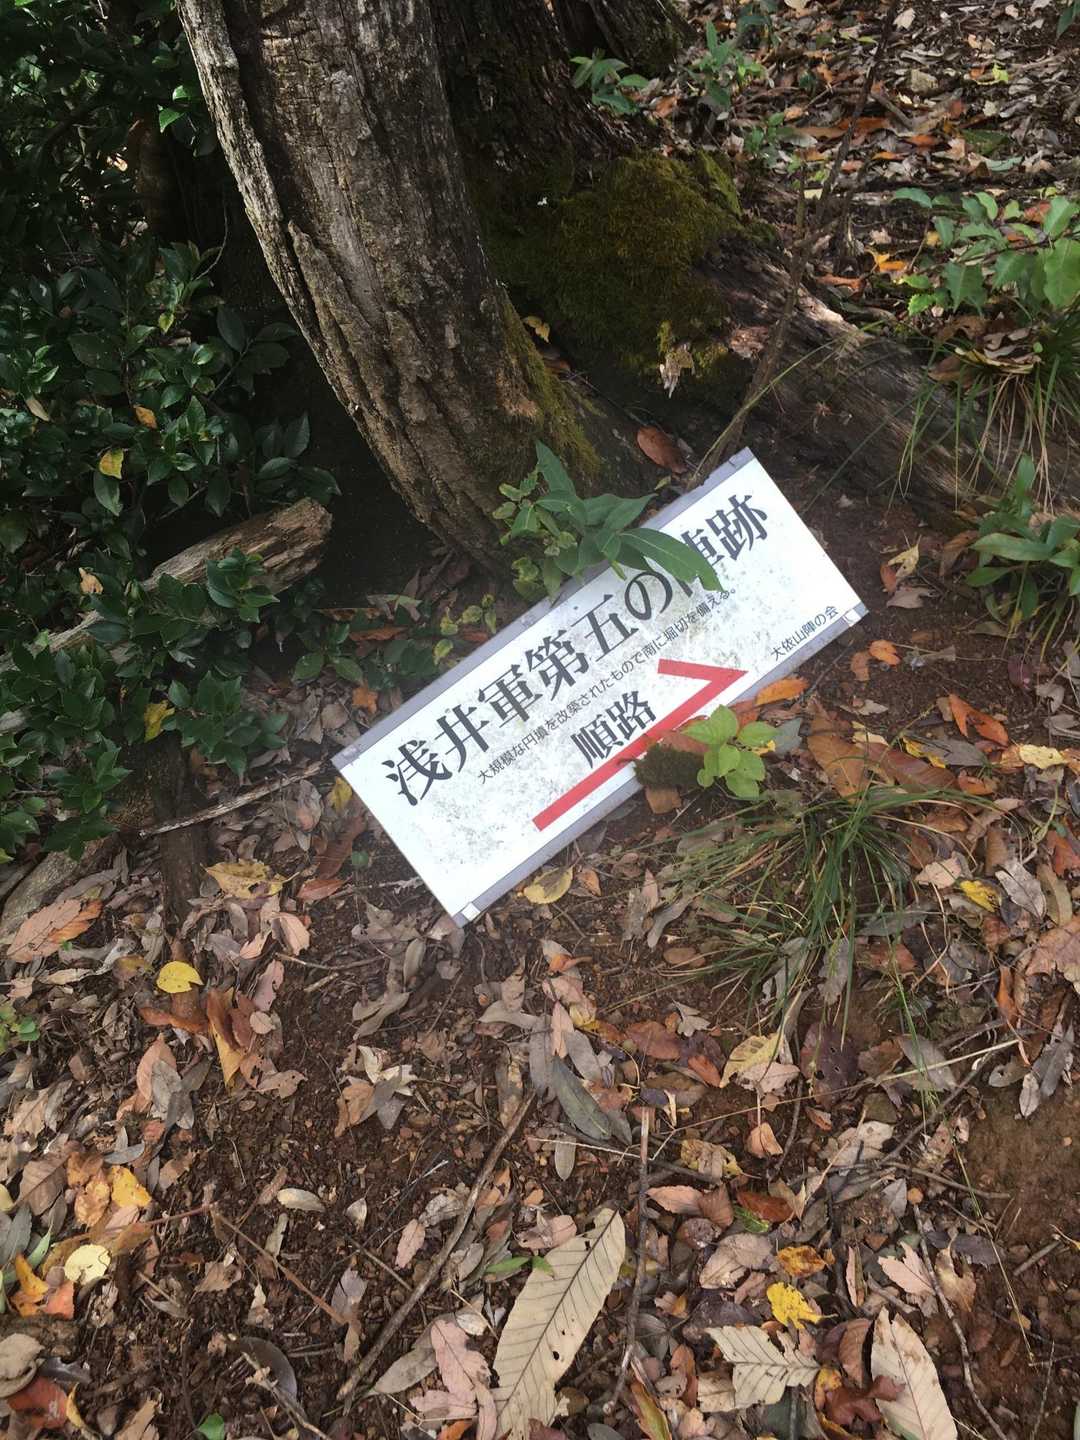 浅井軍第五の陣跡
大規模な円墳を改築されたもので南に堀切を備える。
順路
大依山陣の会